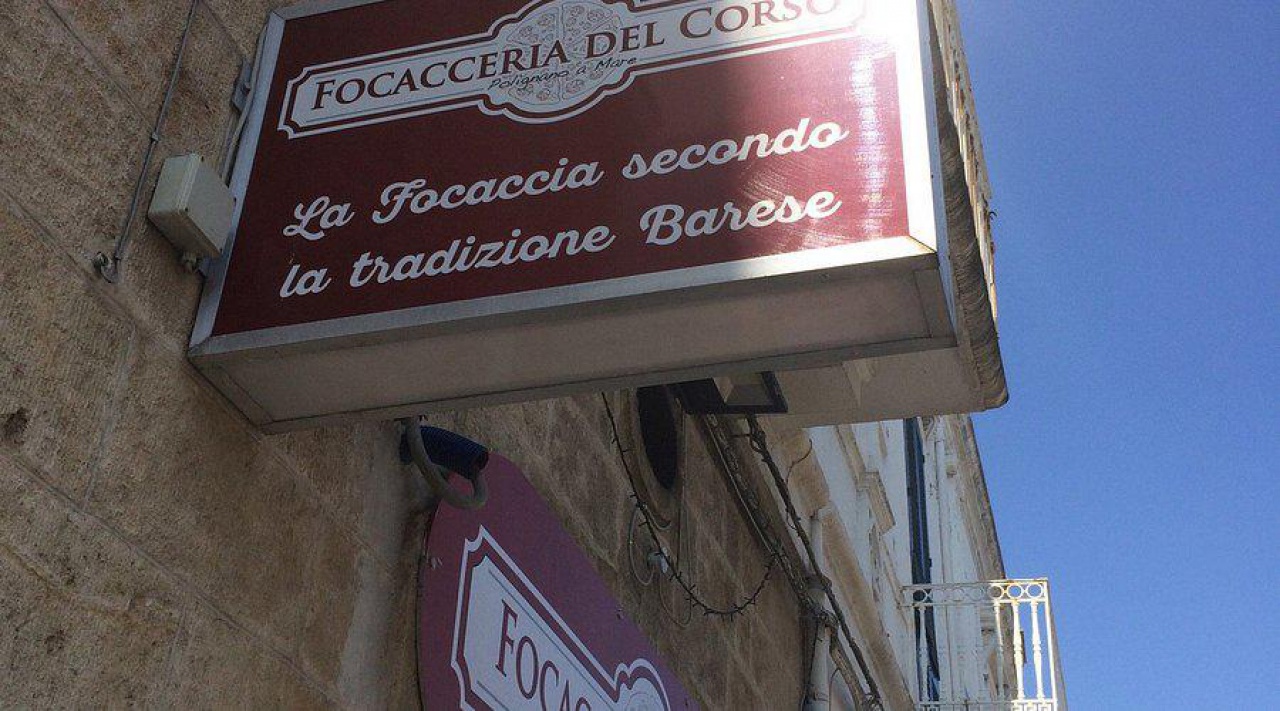 FOCACCERIA DEL CORSO
Polignano a Mare
La Focaccia secondo
la tradizione Barese
FOCAC